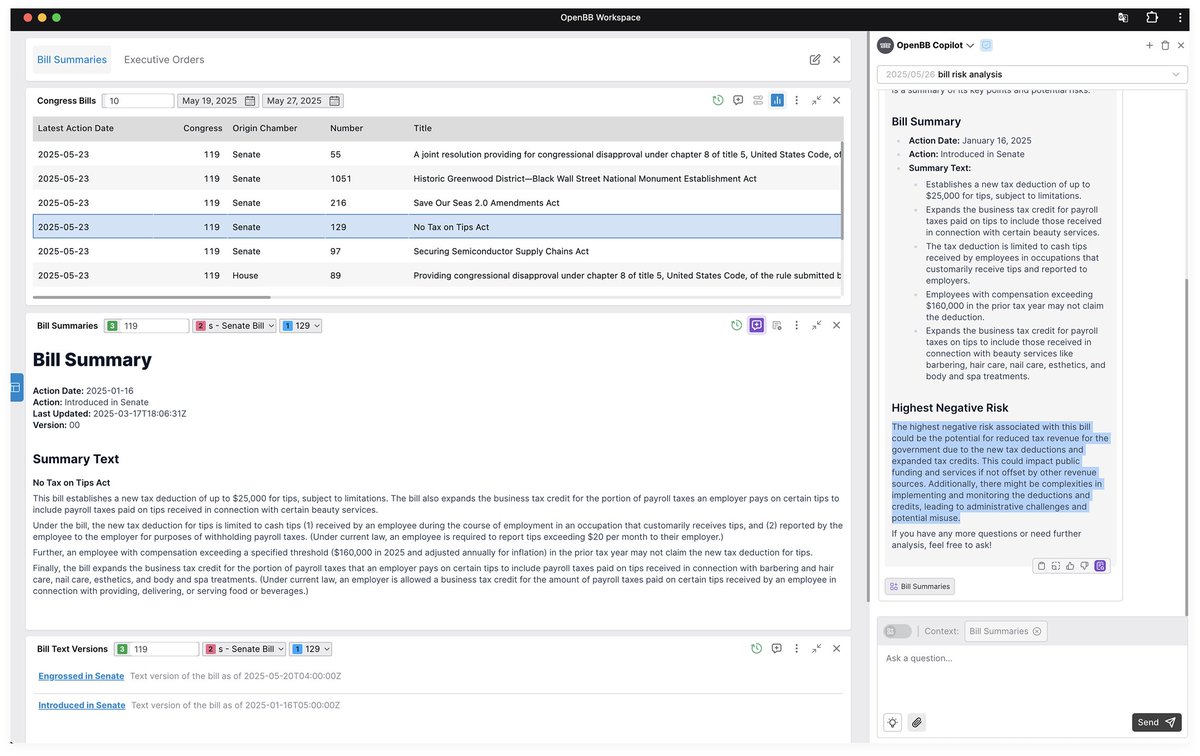 OpenBB Workspace
Bill Summaries
Executive Orders
Congress Bills
10
May 19, 2025
May 27, 2025
Latest Action Date Congress Origin Chamber Number Title
2025-05-23 119 Senate 55 A joint resolution providing for congressional disapproval under chapter 8 of title 5, United States Code, of
2025-05-23 119 Senate 1051 Historic Greenwood District—Black Wall Street National Monument Establishment Act
2025-05-23 119 Senate 216 Save Our Seas 2.0 Amendments Act
2025-05-23 119 Senate 129 No Tax on Tips Act
2025-05-23 119 Senate 97 Securing Semiconductor Supply Chains Act
2025-05-23 119 House 89 Providing congressional disapproval under chapter 8 of title 5, United States Code, of the rule submitted b
Bill Summaries 3 119 2 s - Senate Bill 1 129
Bill Summary
Action Date: 2025-01-16
Action: Introduced in Senate
Last Updated: 2025-03-17T18:06:31Z
Version: 00
Summary Text
No Tax on Tips Act
This bill establishes a new tax deduction of up to $25,000 for tips, subject to limitations. The bill also expands the business tax credit for the portion of payroll taxes an employer pays on certain tips to
include payroll taxes paid on tips received in connection with certain beauty services.
Under the bill, the new tax deduction for tips is limited to cash tips (1) received by an employee during the course of employment in an occupation that customarily receives tips, and (2) reported by the
employee to the employer for purposes of withholding payroll taxes. (Under current law, an employee is required to report tips exceeding $20 per month to their employer.)
Further, an employee with compensation exceeding a specified threshold ($160,000 in 2025 and adjusted annually for inflation) in the prior tax year may not claim the new tax deduction for tips.
Finally, the bill expands the business tax credit for the portion of payroll taxes that an employer pays on certain tips to include payroll taxes paid on tips received in connection with barbering and hair
care, nail care, esthetics, and body and spa treatments. (Under current law, an employer is allowed a business tax credit for the amount of payroll taxes paid on certain tips received by an employee in
connection with providing, delivering, or serving food or beverages.)
Bill Text Versions 3 119 2 s - Senate Bill 1 129
Engrossed in Senate Text version of the bill as of 2025-05-20T04:00:00Z
Introduced in Senate Text version of the bill as of 2025-01-16T05:00:00Z
OpenBB Copilot
2025/05/26 bill risk analysis
is a summary of its key points and potential risks.
Bill Summary
Action Date: January 16, 2025
Action: Introduced in Senate
Summary Text:
Establishes a new tax deduction of up to
$25,000 for tips, subject to limitations.
Expands the business tax credit for payroll
taxes paid on tips to include those received
in connection with certain beauty services.
The tax deduction is limited to cash tips
received by employees in occupations that
customarily receive tips and reported to
employers.
Employees with compensation exceeding
$160,000 in the prior tax year may not claim
the deduction.
Expands the business tax credit for payroll
taxes on tips to include those received in
connection with beauty services like
barbering, hair care, nail care, esthetics, and
body and spa treatments.
Highest Negative Risk
The highest negative risk associated with this bill
could be the potential for reduced tax revenue for the
government due to the new tax deductions and
expanded tax credits. This could impact public
funding and services if not offset by other revenue
sources. Additionally, there might be complexities in
implementing and monitoring the deductions and
credits, leading to administrative challenges and
potential misuse.
If you have any more questions or need further
analysis, feel free to ask!
Bill Summaries
Context: Bill Summaries
Ask a question...
Send